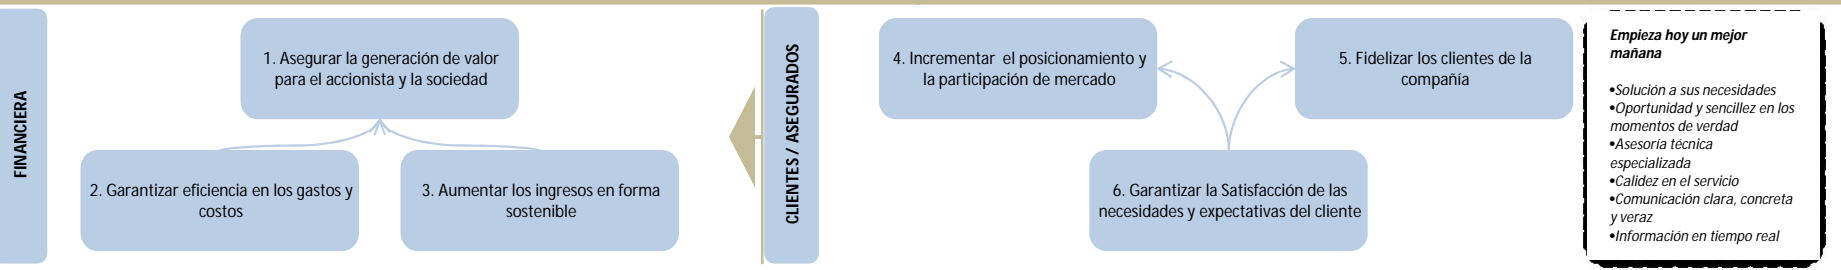 FINANCIERA
1. Asegurar la generación de valor
para el accionista y la sociedad
2. Garantizar eficiencia en los gastos y
costos
3. Aumentar los ingresos en forma
sostenible
CLIENTES / ASEGURADOS
4. Incrementar el posicionamiento y
la participación de mercado
5. Fidelizar los clientes de la
compañía
6. Garantizar la Satisfacción de las
necesidades y expectativas del cliente
Empieza hoy un mejor
mañana
•Solución a sus necesidades
•Oportunidad y sencillez en los
momentos de verdad
•Asesoría técnica
especializada
•Calidez en el servicio
•Comunicación clara, concreta
y veraz
•Información en tiempo real